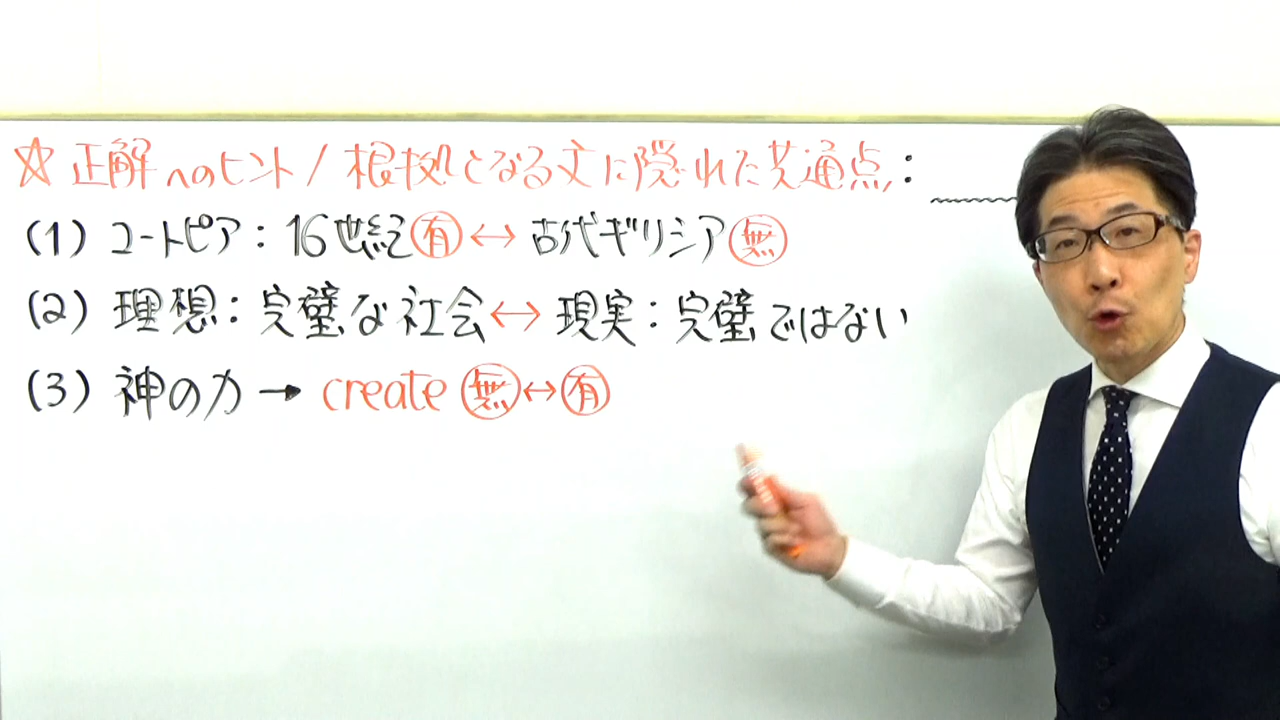 ☆ 正解へのヒント/根拠となる文に隠れた共通点:
(1) ユートピア: 16世紀有↔古代ギリシア無
(2) 理想:完璧な社会↔現実:完璧ではない
(3) 神の力→create無↔有